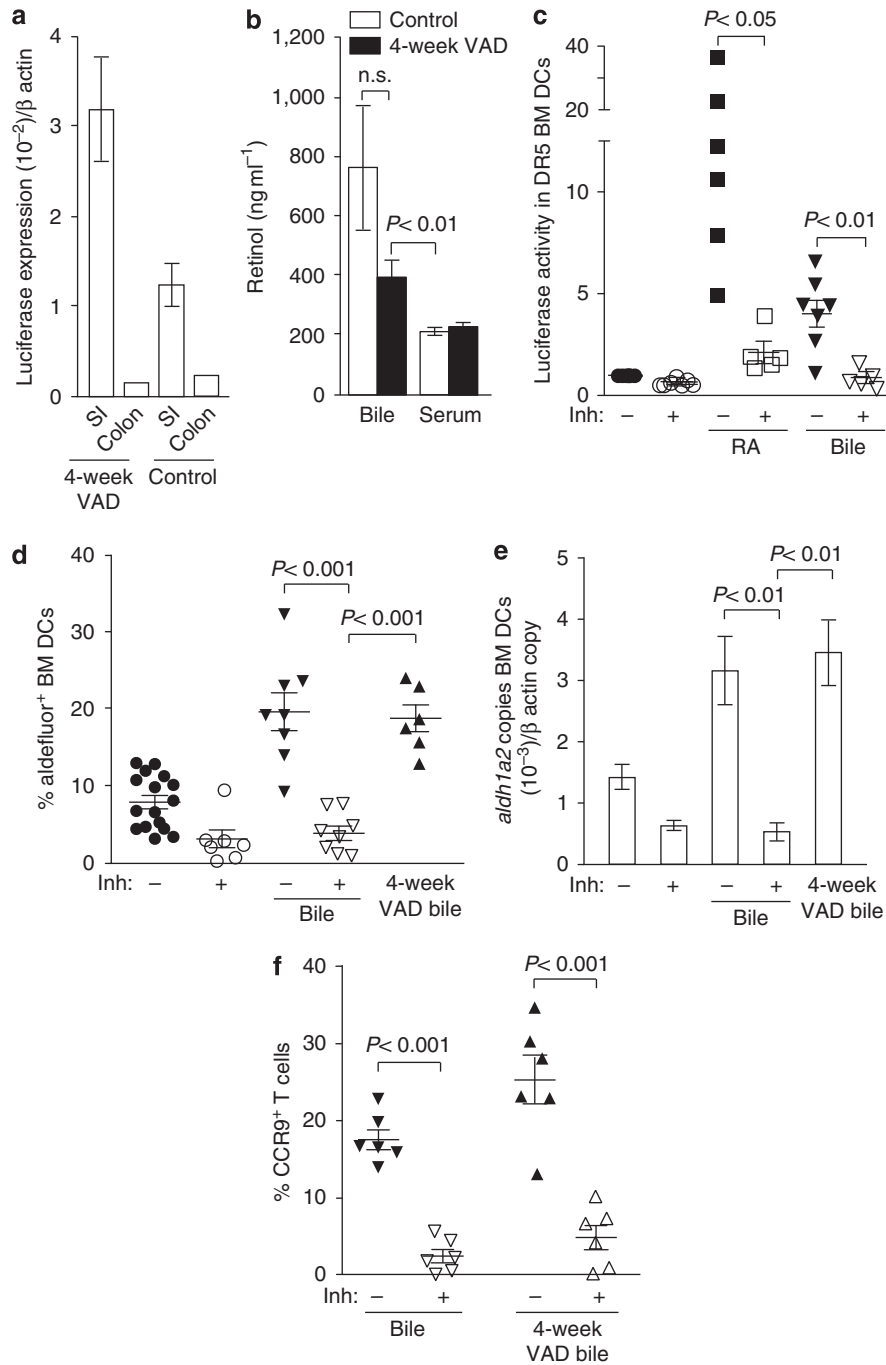 a
Luciferase expression (10−2)/β actin
4
3
2
1
0
SI
Colon
SI
Colon
4-week
VAD
Control
b
Control
4-week VAD
Retinol (ng ml−1)
1,200
1,000
800
600
400
200
0
n.s.
P< 0.01
Bile
Serum
c
Luciferase activity in DR5 BM DCs
40
20
10
5
0
P< 0.05
P< 0.01
Inh: – + – + – +
RA
Bile
d
% aldefluor+ BM DCs
40
30
20
10
0
P< 0.001
P< 0.001
Inh: – + – + 4-week
Bile
VAD bile
e
aldh1a2 copies BM DCs
(10−3)/β actin copy
5
4
3
2
1
0
P< 0.01
P< 0.01
Inh: – + – + 4-week
Bile
VAD bile
f
% CCR9+ T cells
40
30
20
10
0
P< 0.001
P< 0.001
Inh: – + – +
Bile
4-week
VAD bile